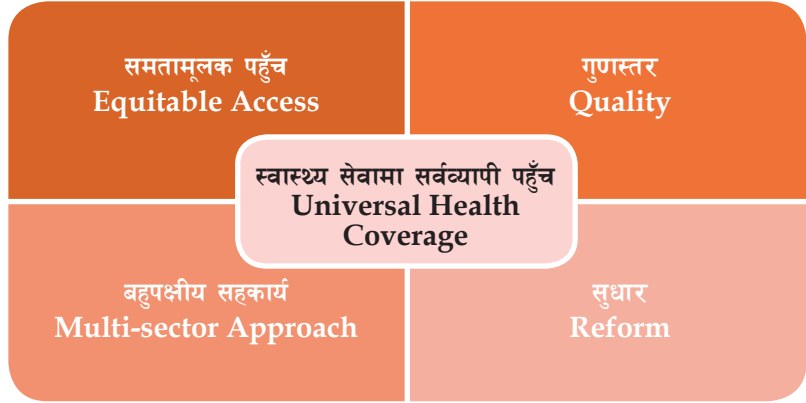 समतामूलक पहुँच
Equitable Access
गुणस्तर
Quality
स्वास्थ्य सेवामा सर्वव्यापी पहुँच
Universal Health
Coverage
बहुपक्षीय सहकार्य
Multi-sector Approach
सुधार
Reform